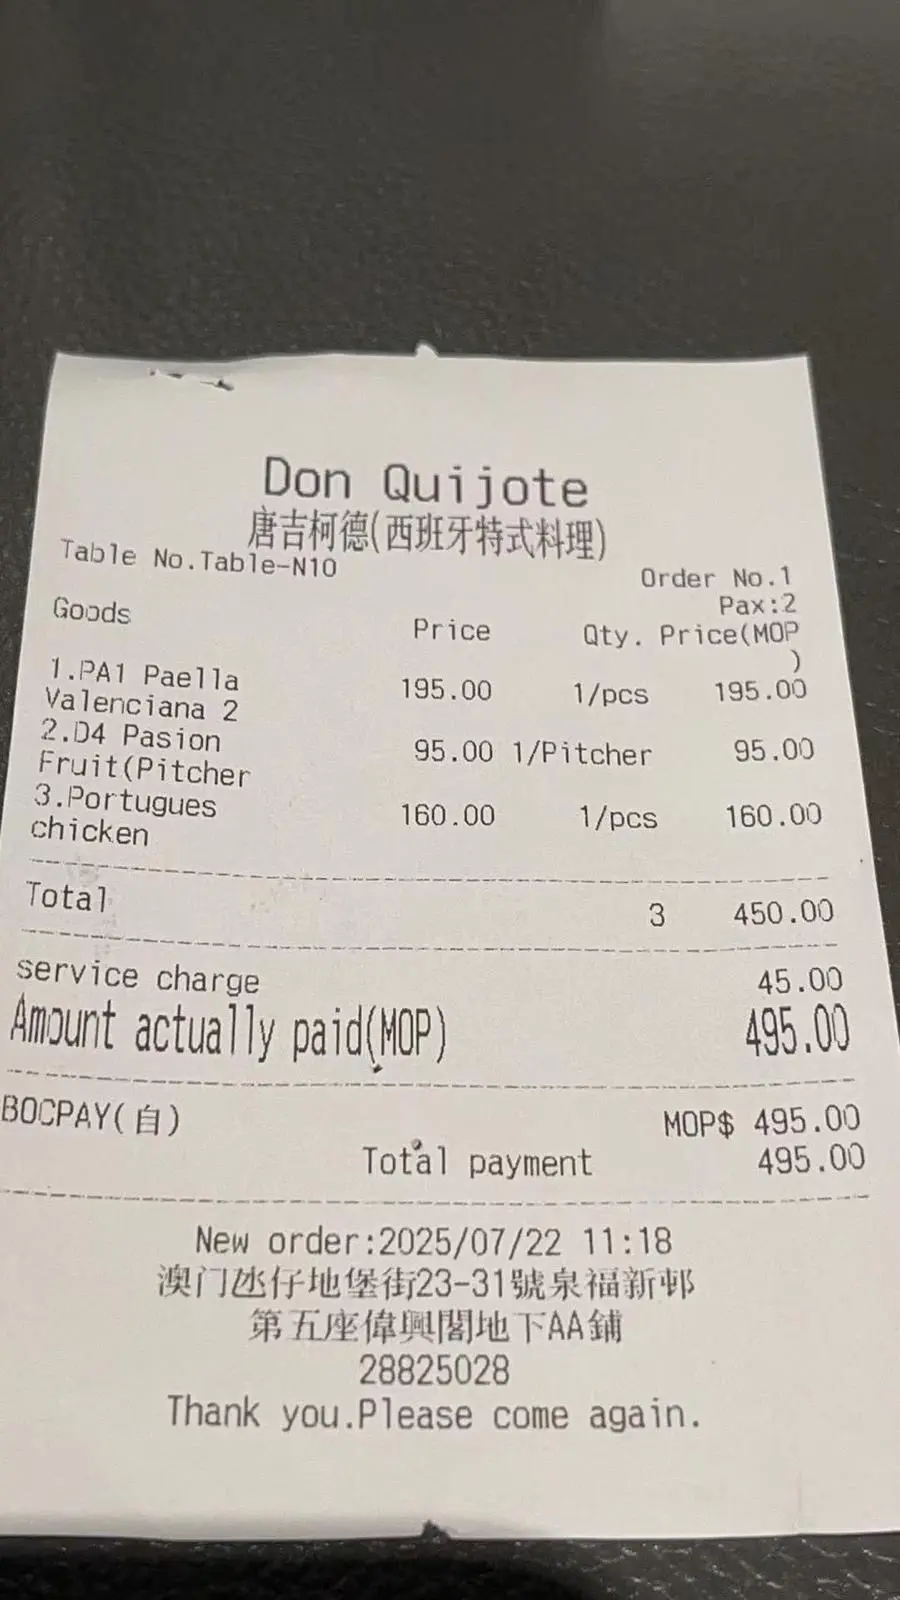 Don Quijote
唐吉柯德(西班牙特式料理)
Table No.Table-N10
Order No.1
Pax:2
Goods Price Qty. Price(MOP
)
1.PA1 Paella
Valenciana 2 195.00 1/pcs 195.00
2.D4 Pasion
Fruit(Pitcher 95.00 1/Pitcher 95.00
3.Portugues
chicken 160.00 1/pcs 160.00
Total 3 450.00
service charge 45.00
Amount actually paid(MOP) 495.00
BOCPAY(自) MOP$ 495.00
Total payment 495.00
New order:2025/07/22 11:18
澳门氹仔地堡街23-31號泉福新邨
第五座偉興閣地下AA鋪
28825028
Thank you.Please come again.